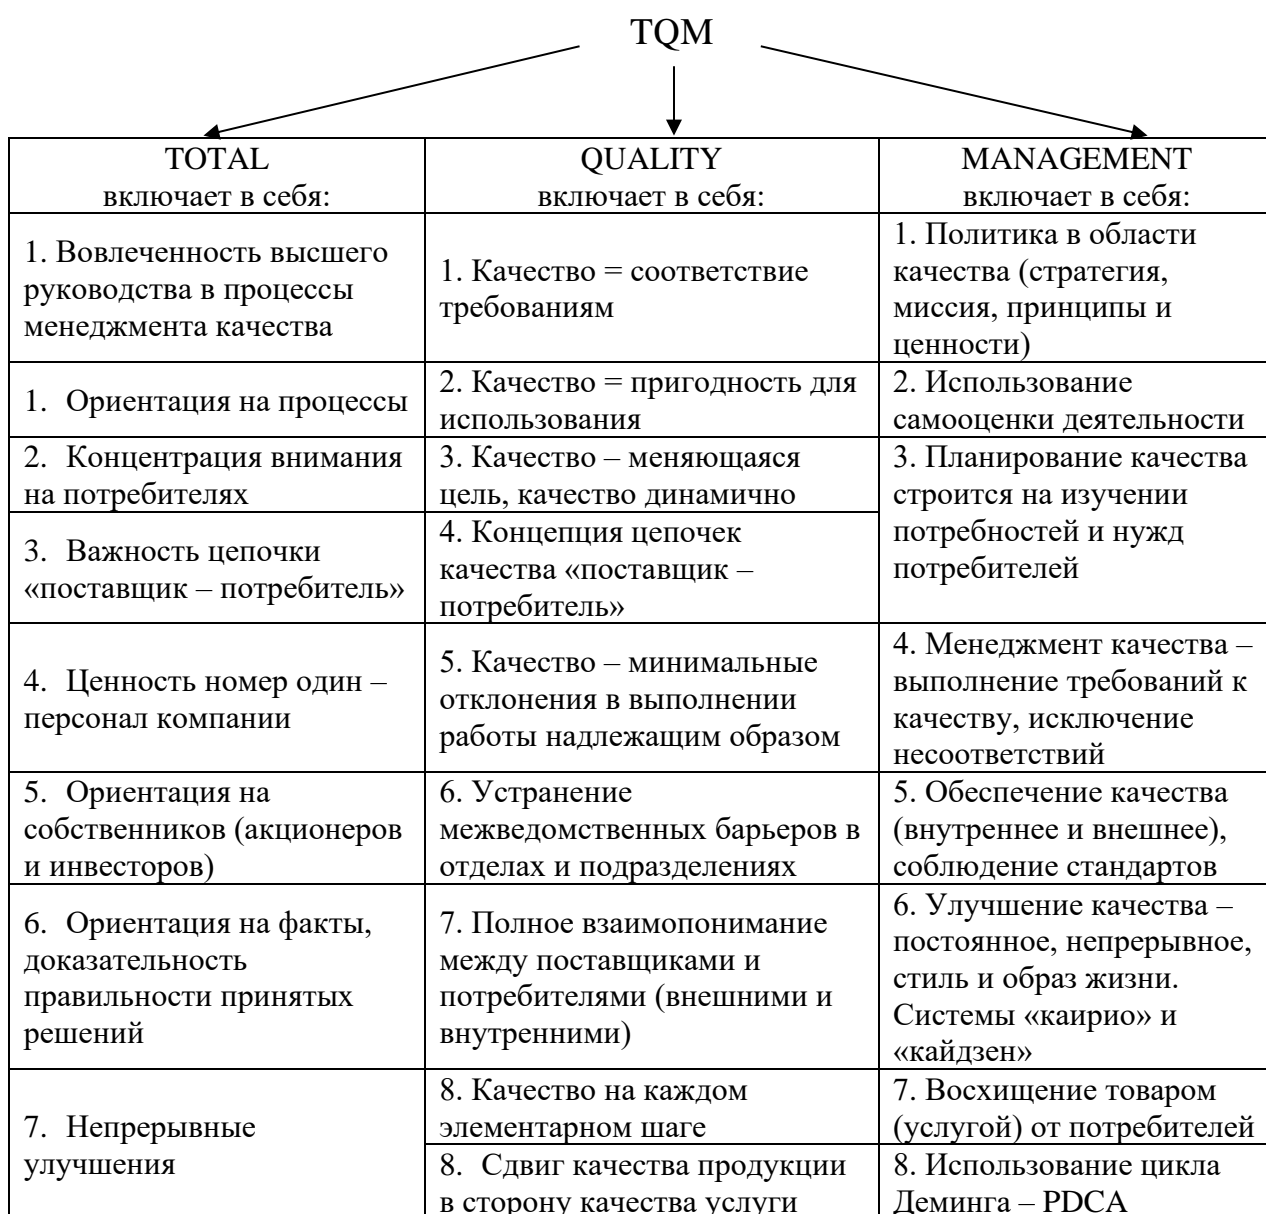 TQM
TOTAL
включает в себя:
QUALITY
включает в себя:
MANAGEMENT
включает в себя:
1. Вовлеченность высшего
руководства в процессы
менеджмента качества
1. Качество = соответствие
требованиям
1. Политика в области
качества (стратегия,
миссия, принципы и
ценности)
1. Ориентация на процессы
2. Качество = пригодность для
использования
2. Использование
самооценки деятельности
2. Концентрация внимания
на потребителях
3. Качество – меняющаяся
цель, качество динамично
3. Планирование качества
строится на изучении
потребностей и нужд
потребителей
3. Важность цепочки
«поставщик – потребитель»
4. Концепция цепочек
качества «поставщик –
потребитель»
4. Ценность номер один –
персонал компании
5. Качество – минимальные
отклонения в выполнении
работы надлежащим образом
4. Менеджмент качества –
выполнение требований к
качеству, исключение
несоответствий
5. Ориентация на
собственников (акционеров
и инвесторов)
6. Устранение
межведомственных барьеров в
отделах и подразделениях
5. Обеспечение качества
(внутреннее и внешнее),
соблюдение стандартов
6. Ориентация на факты,
доказательность
правильности принятых
решений
7. Полное взаимопонимание
между поставщиками и
потребителями (внешними и
внутренними)
6. Улучшение качества –
постоянное, непрерывное,
стиль и образ жизни.
Системы «каирио» и
«кайдзен»
7. Непрерывные
улучшения
8. Качество на каждом
элементарном шаге
7. Восхищение товаром
(услугой) от потребителей
8. Сдвиг качества продукции
в сторону качества услуги
8. Использование цикла
Деминга – PDCA